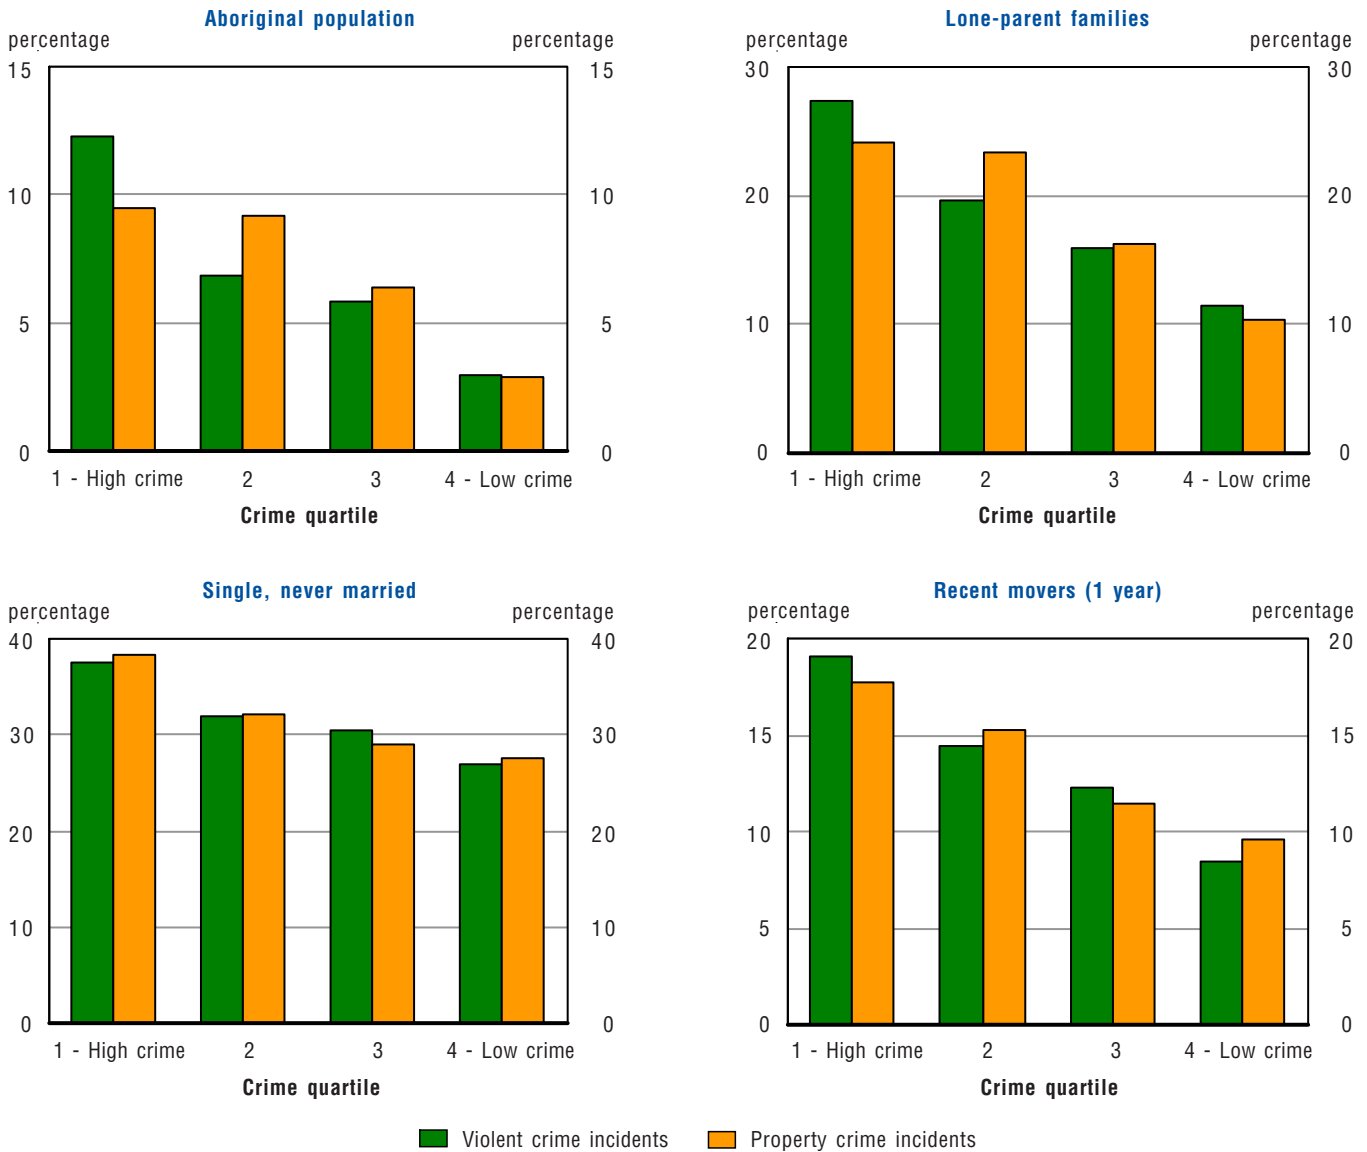 Aboriginal population
percentage percentage
15 15
10 10
5 5
0 0
1 - High crime 2 3 4 - Low crime
Crime quartile
Lone-parent families
percentage percentage
30 30
20 20
10 10
0 0
1 - High crime 2 3 4 - Low crime
Crime quartile
Single, never married
percentage percentage
40 40
30 30
20 20
10 10
0 0
1 - High crime 2 3 4 - Low crime
Crime quartile
Recent movers (1 year)
percentage percentage
20 20
15 15
10 10
5 5
0 0
1 - High crime 2 3 4 - Low crime
Crime quartile
Violent crime incidents Property crime incidents